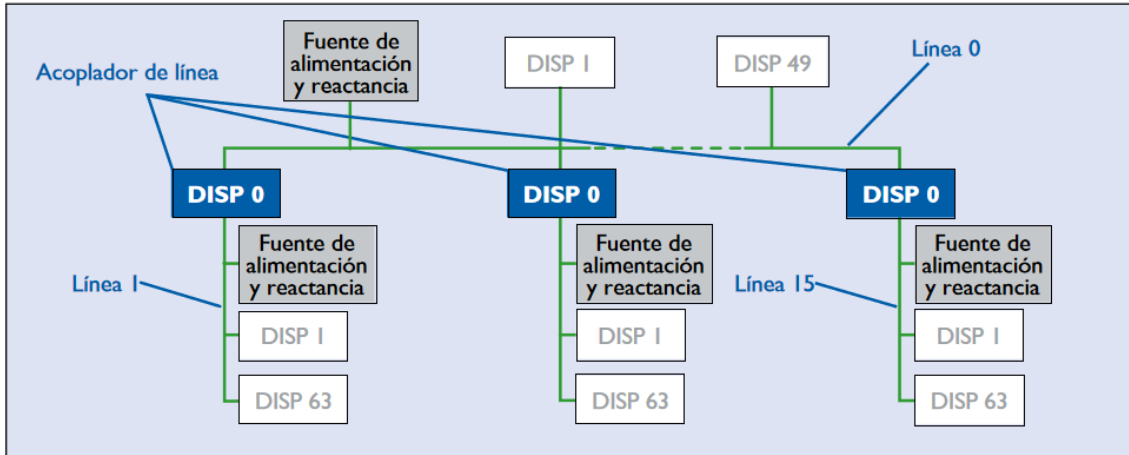 Fuente de
alimentación
y reactancia
DISP 1
DISP 49
Línea 0
Acoplador de línea
DISP 0
DISP 0
DISP 0
Fuente de
alimentación
y reactancia
Fuente de
alimentación
y reactancia
Fuente de
alimentación
y reactancia
Línea 1
Línea 15
DISP 1
DISP 1
DISP 1
DISP 63
DISP 63
DISP 63